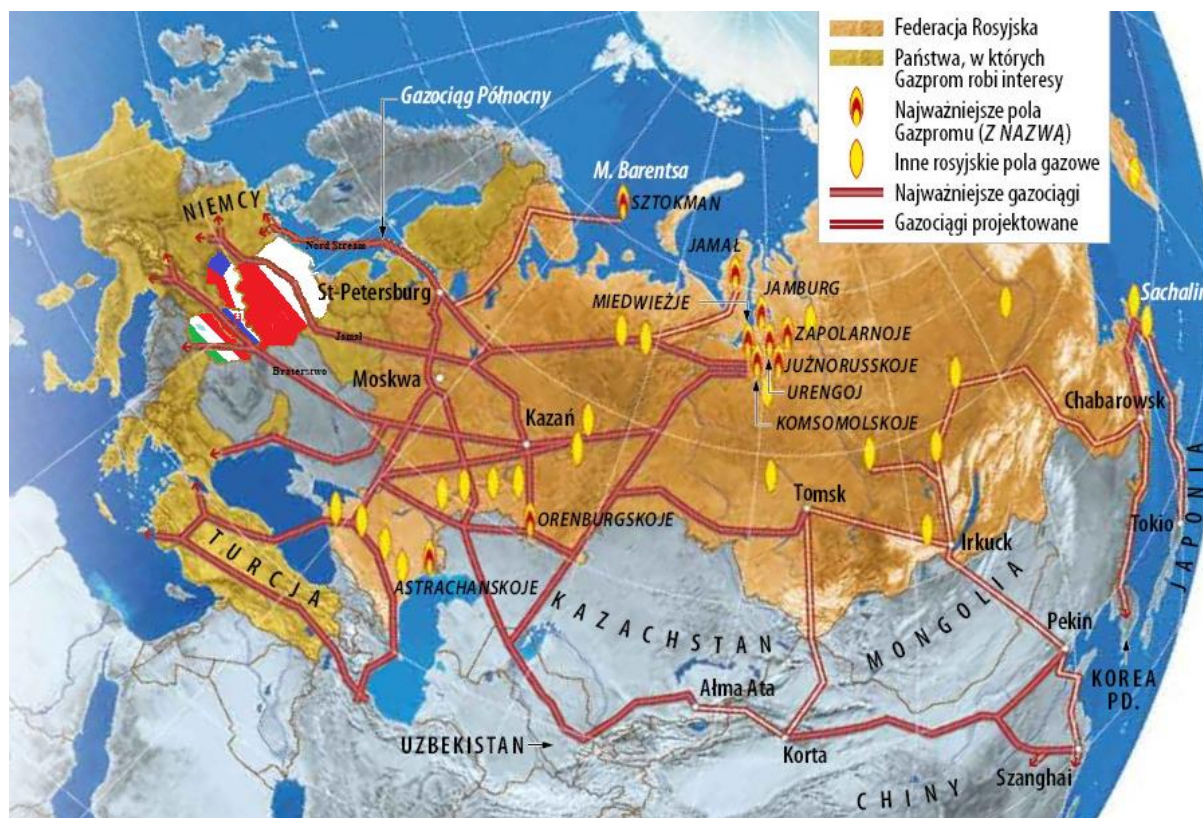 Federacja Rosyjska
Państwa, w których
Gazprom robi interesy
Najważniejsze pola
Gazpromu (Z NAZWĄ)
Inne rosyjskie pola gazowe
Najważniejsze gazociągi
Gazociągi projektowane
Gazociąg Północny
M. Barentsa
SZTOKMAN
NIEMCY
Nord Stream
JAMAŁ
JAMBURG
MIEDWIEŻJE
St-Petersburg
ZAPOLARNOJE
Sachalin
Jamał
JUŻNORUSSKOJE
Braterstwo
Moskwa
URENGOJ
Chabarowsk
KOMSOMOLSKOJE
Kazań
Tomsk
ORENBURGSKOJE
Tokio
JAPONIA
Irkuck
TURCJA
ASTRACHANSKOJE
KAZACHSTAN
MONGOLIA
Pekin
KOREA
PD.
Ałma Ata
UZBEKISTAN
Korta
Szanghai
CHINY